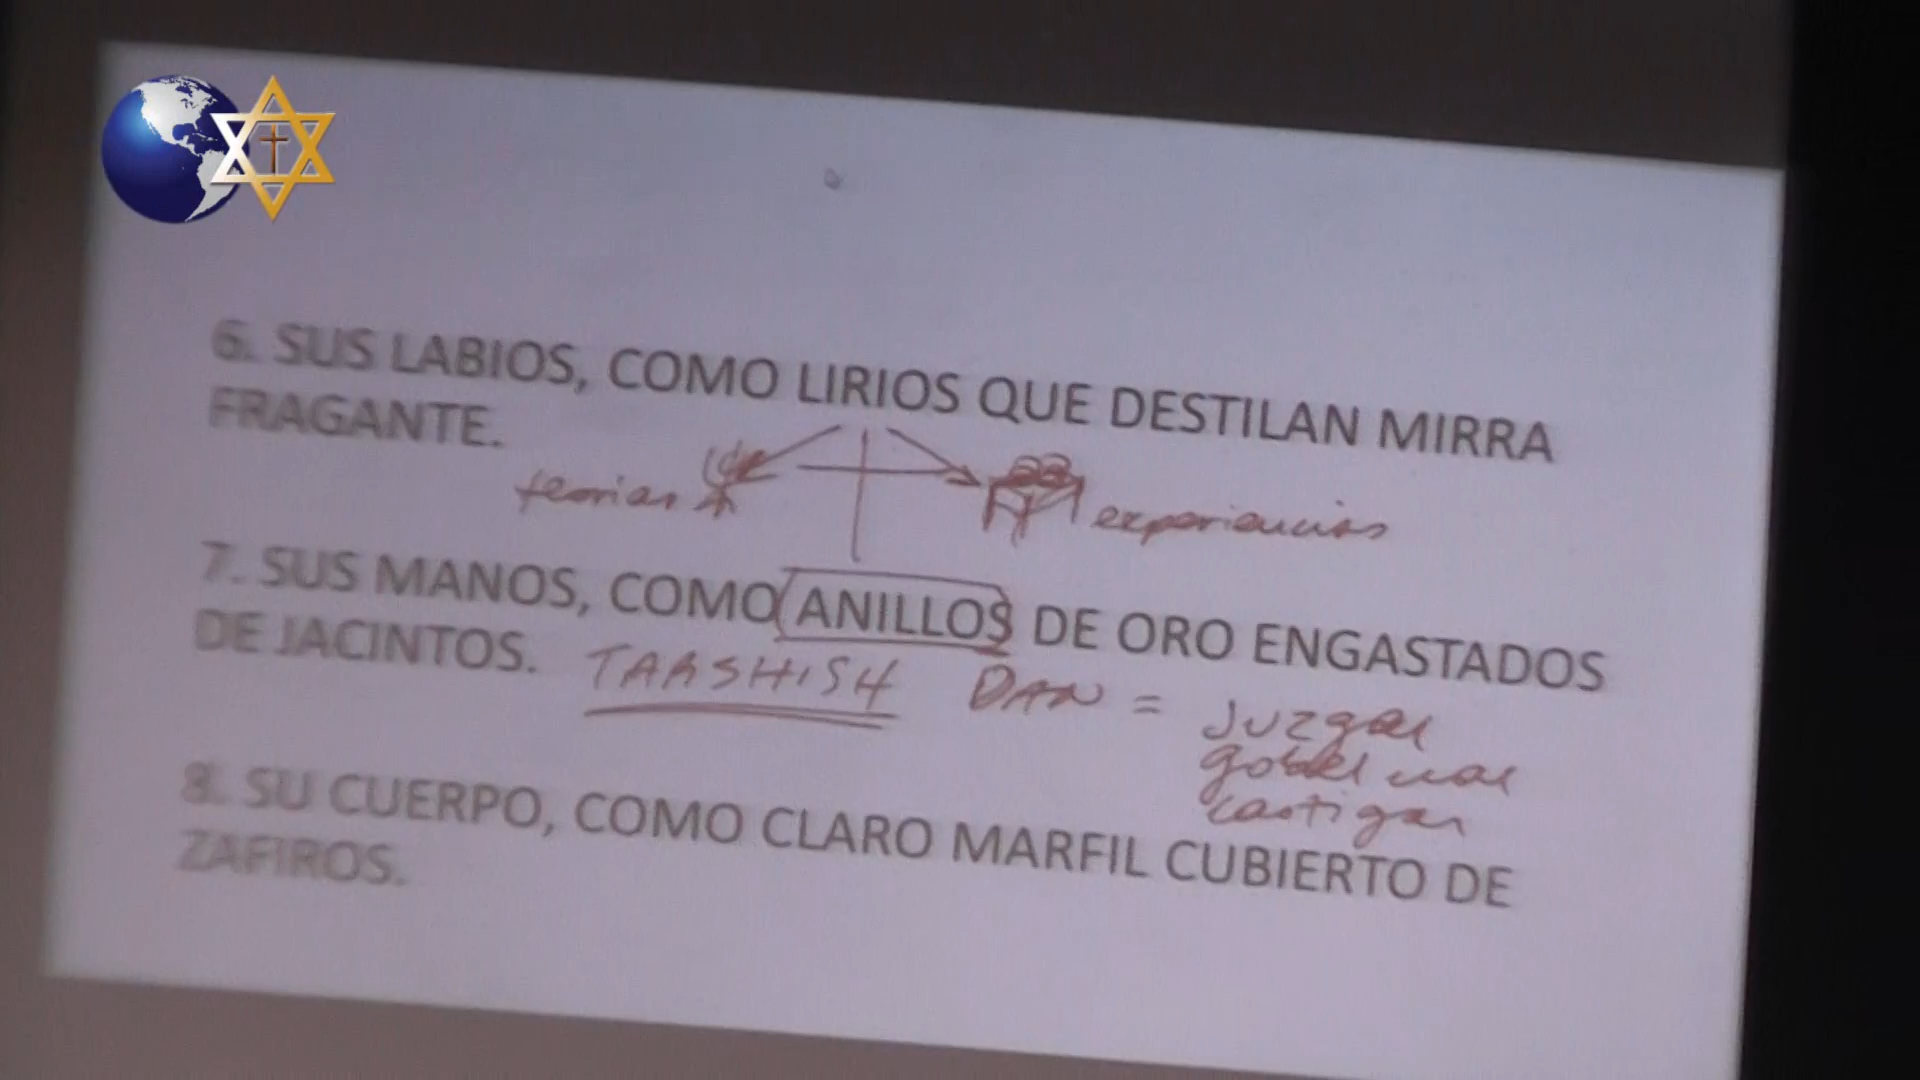 6. SUS LABIOS, COMO LIRIOS QUE DESTILAN MIRRA
FRAGANTE.
teorias
experiencias
7. SUS MANOS, COMO ANILLOS DE ORO ENGASTADOS
DE JACINTOS.
TARSHISH DAN = Juzgar
gobernar
castigar
8. SU CUERPO, COMO CLARO MARFIL CUBIERTO DE
ZAFIROS.